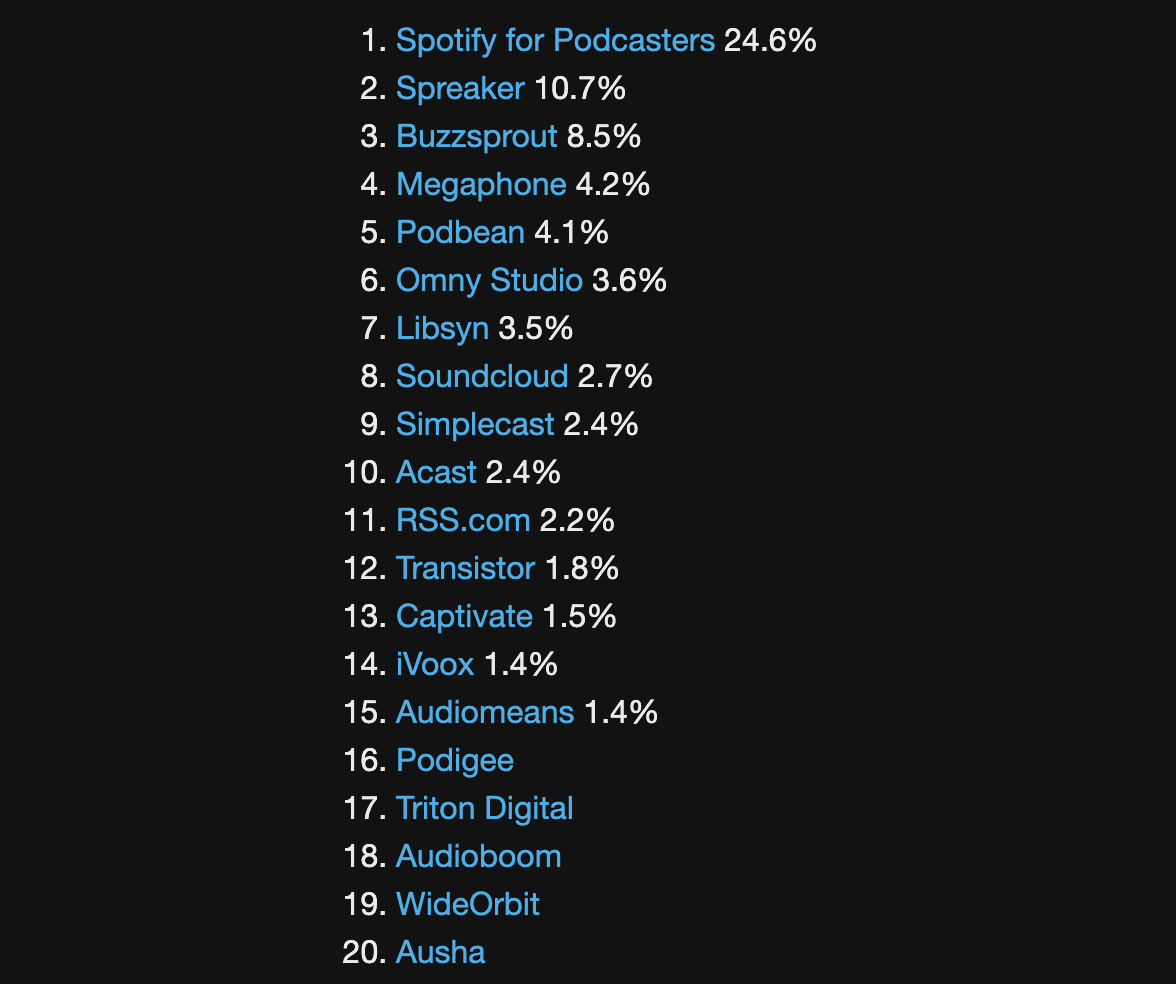 1. Spotify for Podcasters 24.6%
2. Spreaker 10.7%
3. Buzzsprout 8.5%
4. Megaphone 4.2%
5. Podbean 4.1%
6. Omny Studio 3.6%
7. Libsyn 3.5%
8. Soundcloud 2.7%
9. Simplecast 2.4%
10. Acast 2.4%
11. RSS.com 2.2%
12. Transistor 1.8%
13. Captivate 1.5%
14. iVoox 1.4%
15. Audiomeans 1.4%
16. Podigee
17. Triton Digital
18. Audioboom
19. WideOrbit
20. Ausha